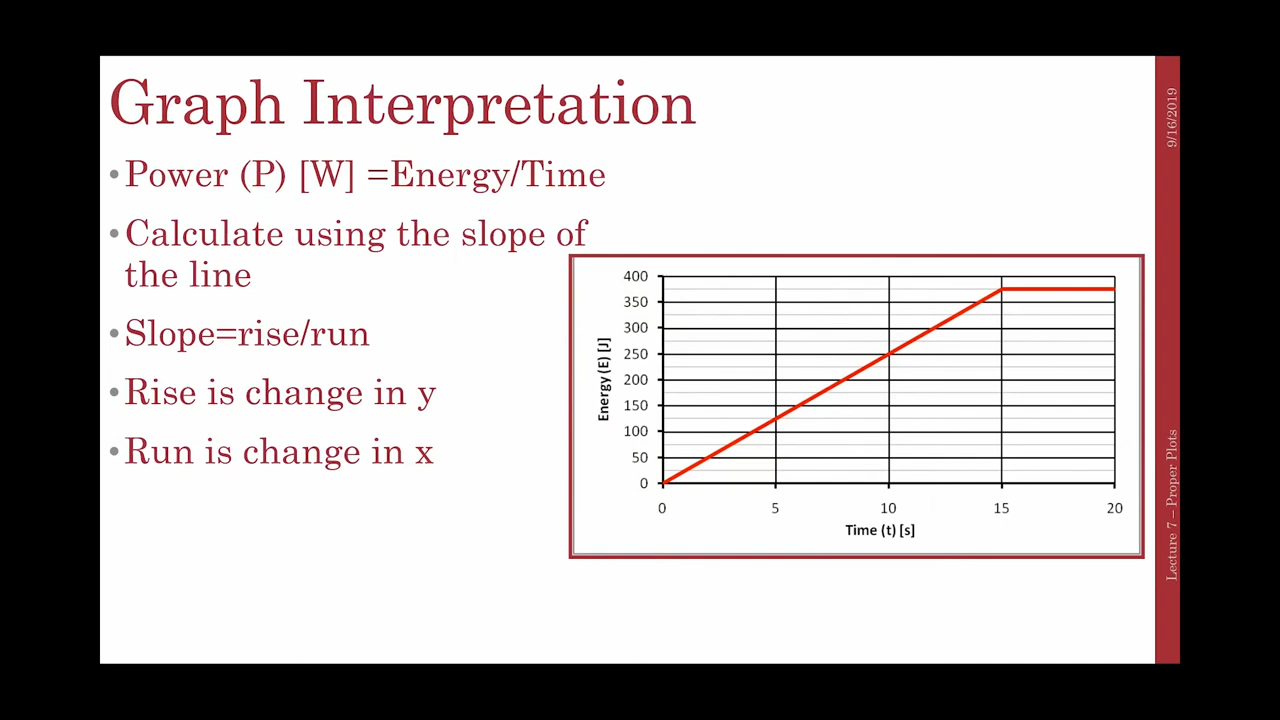 Graph Interpretation
•Power (P) [W] =Energy/Time
•Calculate using the slope of
the line
•Slope=rise/run
•Rise is change in y
•Run is change in x
400
350
300
250
200
150
100
50
0
Energy (E) [J]
0 5 10 15 20
Time (t) [s]
9/16/2019
Lecture 7 – Proper Plots